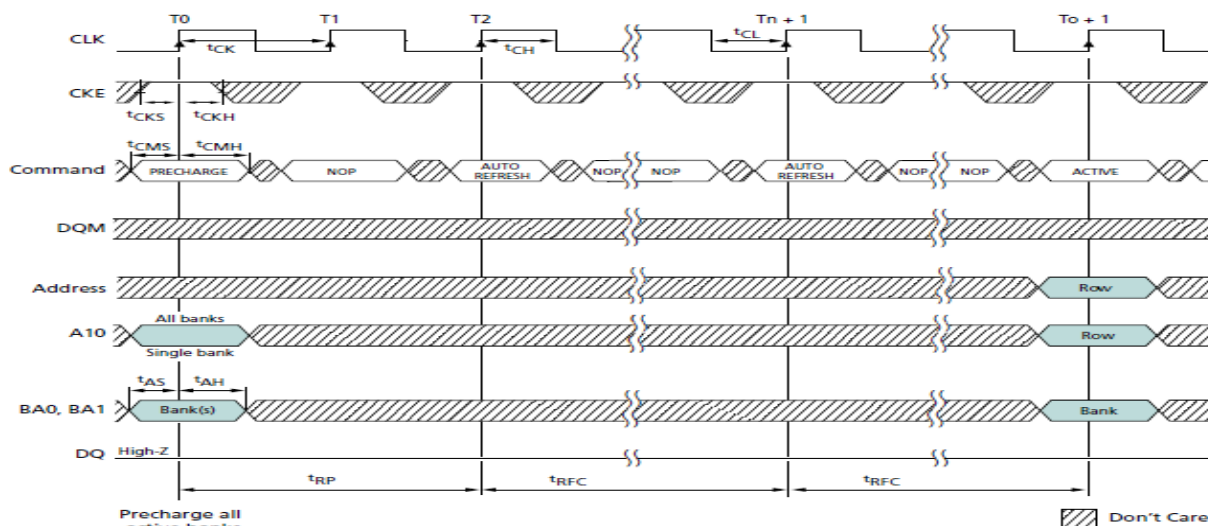 T0 T1 T2 Tn + 1 To + 1
CLK
tCK tCH tCL
CKE
tCKS tCKH
tCMS tCMH
Command PRECHARGE NOP AUTO REFRESH NOP NOP AUTO REFRESH NOP NOP ACTIVE
DQM
Address Row
All banks
A10 Row
Single bank
tAS tAH
BA0, BA1 Bank(s) Bank
DQ High-Z
tRP tRFC tRFC
Precharge all
active banks
Don't Care